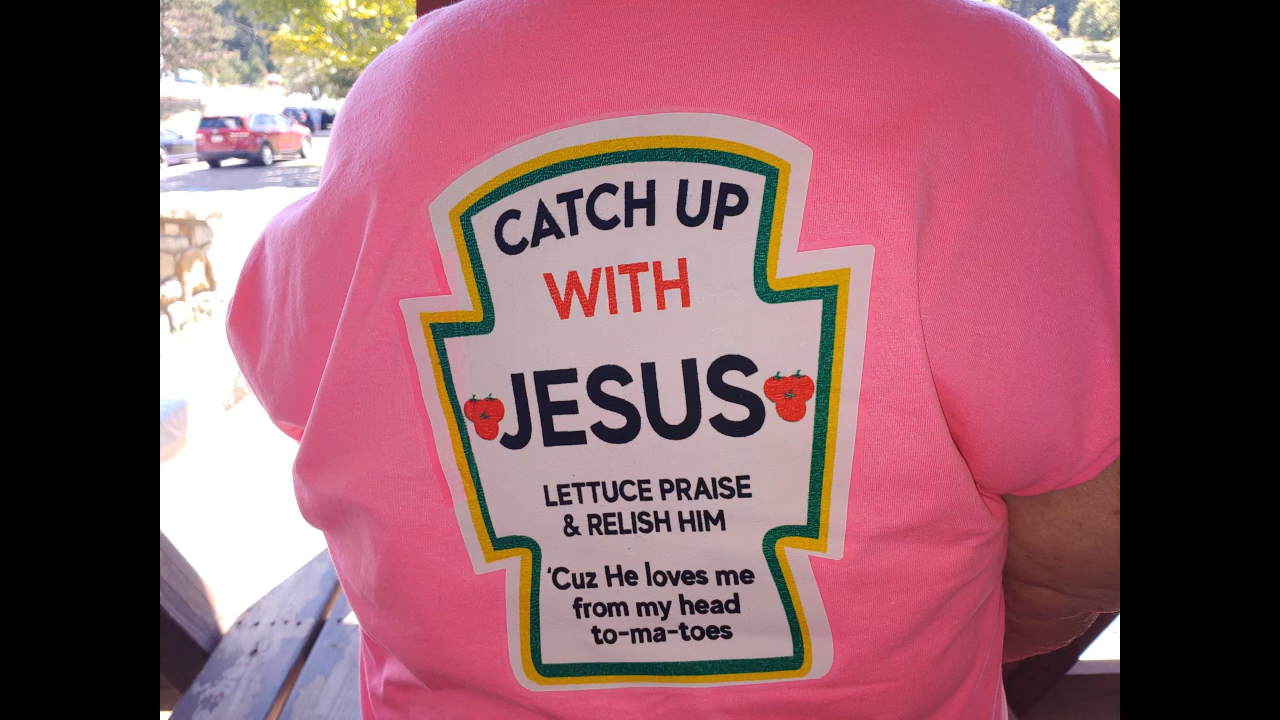 CATCH UP
WITH
JESUS
LETTUCE PRAISE
& RELISH HIM
'Cuz He loves me
from my head
to-ma-toes